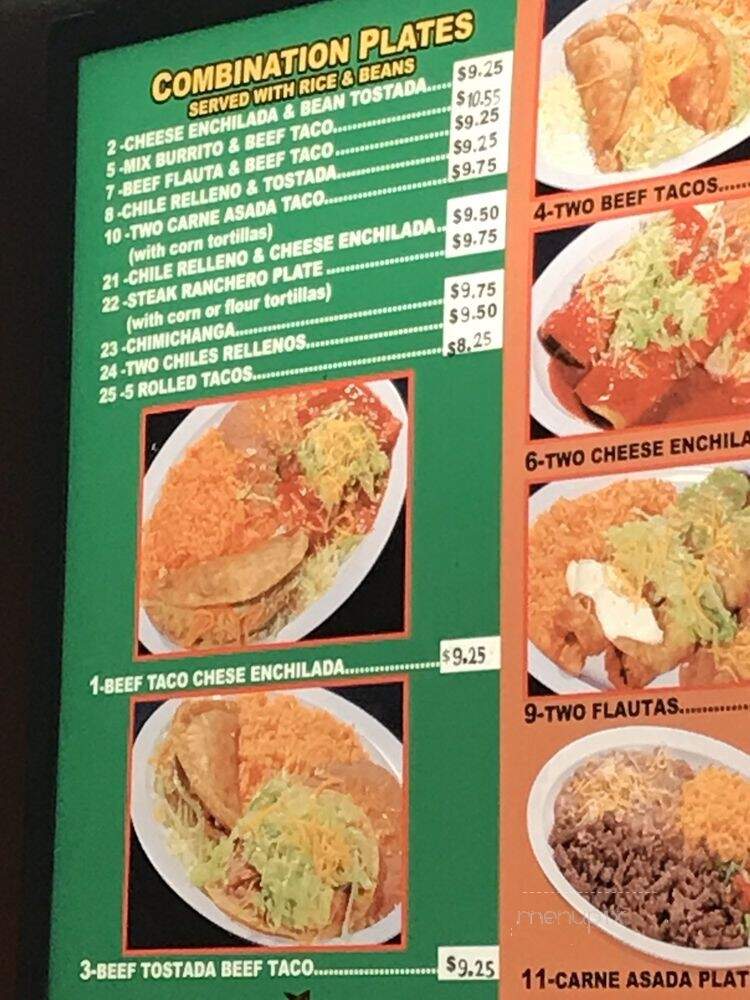 COMBINATION PLATES
SERVED WITH RICE & BEANS
2 -CHEESE ENCHILADA & BEAN TOSTADA..... $9.25
5 -MIX BURRITO & BEEF TACO..................... $10.55
7 -BEEF FLAUTA & BEEF TACO..................... $9.25
8 -CHILE RELLENO & TOSTADA.................... $9.25
10 -TWO CARNE ASADA TACO...................... $9.75
(with corn tortillas)
21 -CHILE RELLENO & CHEESE ENCHILADA.. $9.50
22 -STEAK RANCHERO PLATE ..................... $9.75
(with corn or flour tortillas)
23 -CHIMICHANGA..................................... $9.75
24 -TWO CHILES RELLENOS........................ $9.50
25 -5 ROLLED TACOS................................. $8.25
1-BEEF TACO CHESE ENCHILADA.................... $9.25
3-BEEF TOSTADA BEEF TACO......................... $9.25
4-TWO BEEF TACOS.....
6-TWO CHEESE ENCHILA
9-TWO FLAUTAS.............
11-CARNE ASADA PLAT
menupix